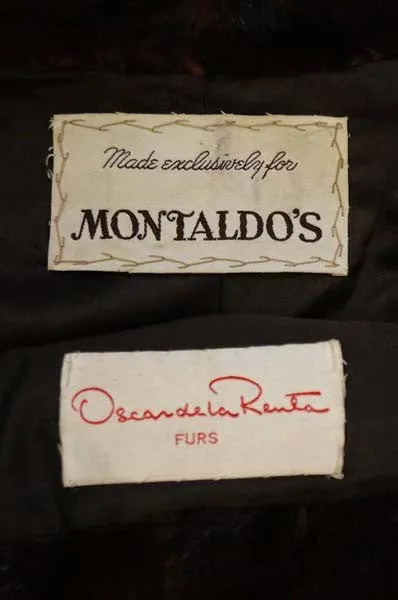 Made exclusively for
MONTALDO'S
Oscar de la Renta
FURS